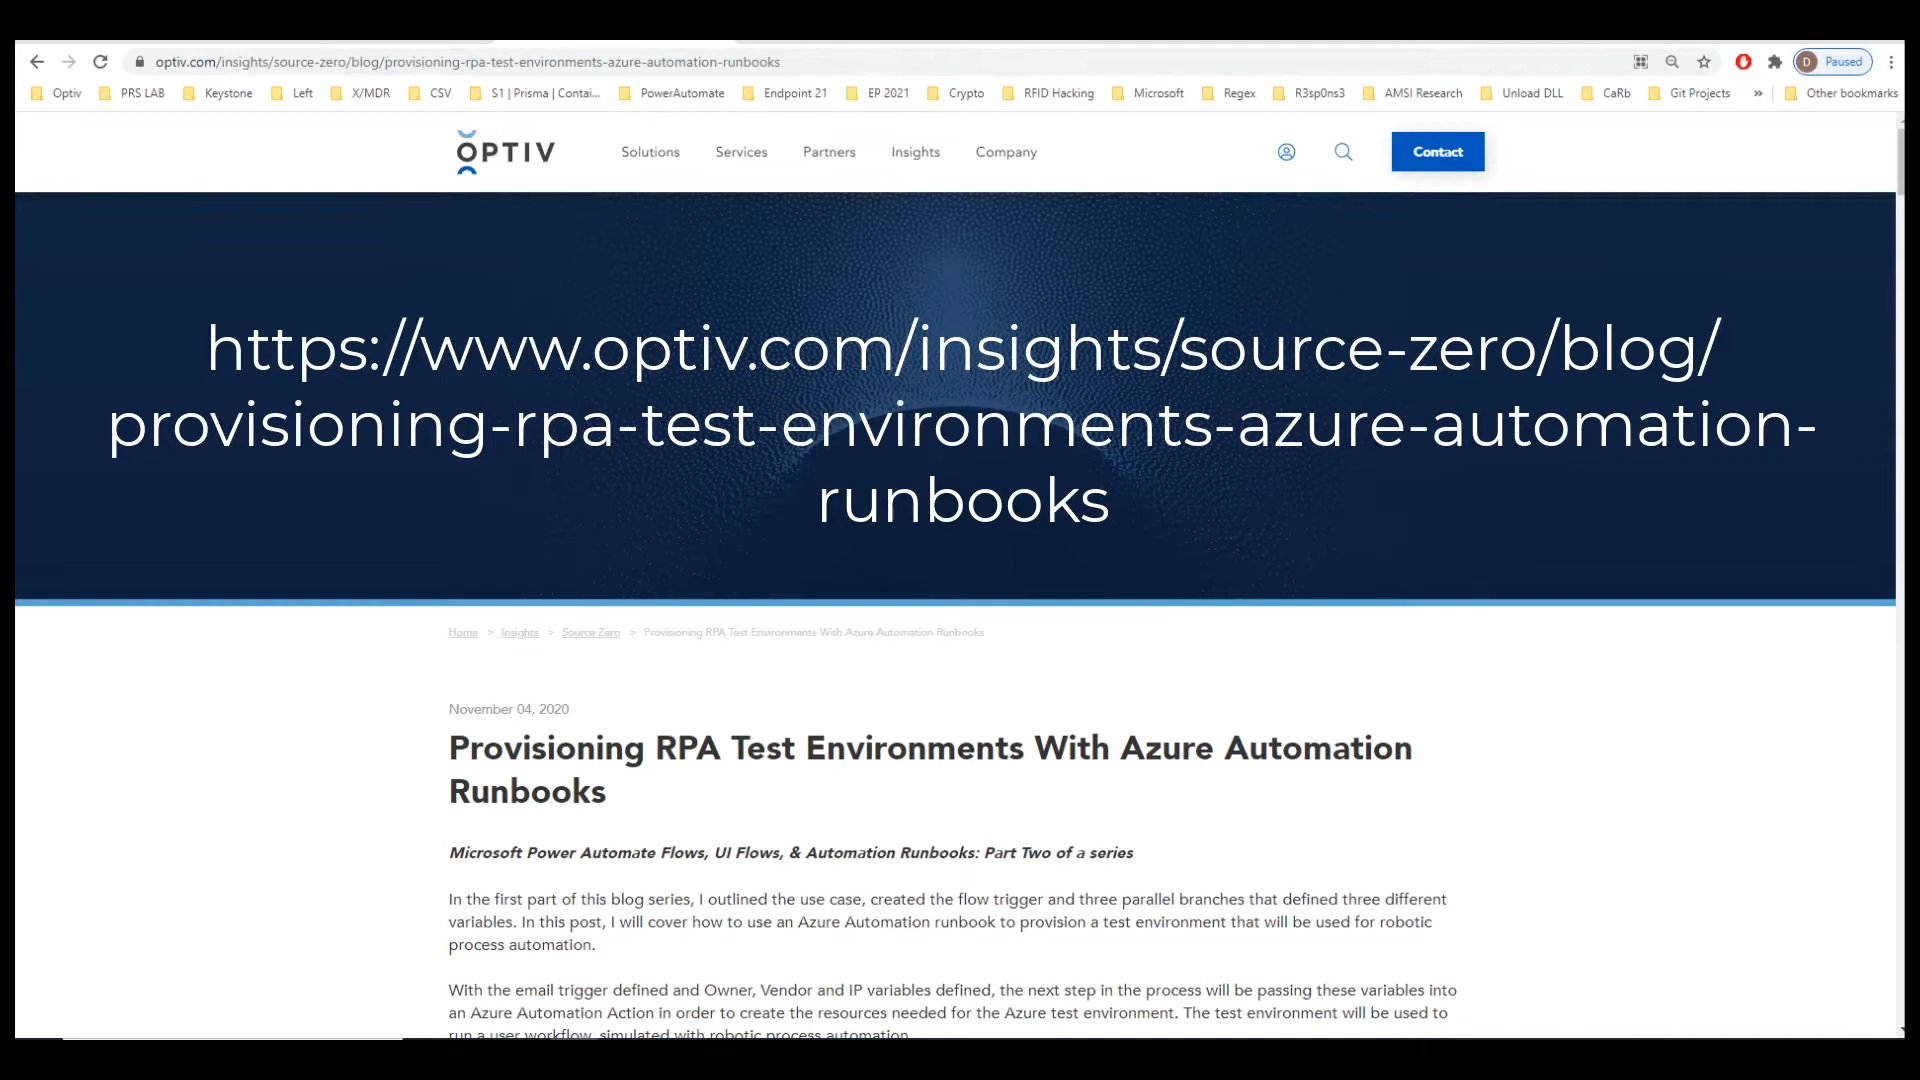 optiv.com/insights/source-zero/blog/provisioning-rpa-test-environments-azure-automation-runbooks
D Paused
Optiv PRS LAB Keystone Left X/MDR CSV S1 | Prisma | Contai... PowerAutomate Endpoint 21 EP 2021 Crypto RFID Hacking Microsoft Regex R3sp0ns3 AMSI Research Unload DLL CaRb Git Projects » Other bookmarks
OPTIV Solutions Services Partners Insights Company Contact
https://www.optiv.com/insights/source-zero/blog/
provisioning-rpa-test-environments-azure-automation-
runbooks
Home > Insights > Source Zero > Provisioning RPA Test Environments With Azure Automation Runbooks
November 04, 2020
Provisioning RPA Test Environments With Azure Automation
Runbooks
Microsoft Power Automate Flows, UI Flows, & Automation Runbooks: Part Two of a series
In the first part of this blog series, I outlined the use case, created the flow trigger and three parallel branches that defined three different
variables. In this post, I will cover how to use an Azure Automation runbook to provision a test environment that will be used for robotic
process automation.
With the email trigger defined and Owner, Vendor and IP variables defined, the next step in the process will be passing these variables into
an Azure Automation Action in order to create the resources needed for the Azure test environment. The test environment will be used to
run a user workflow, simulated with robotic process automation.